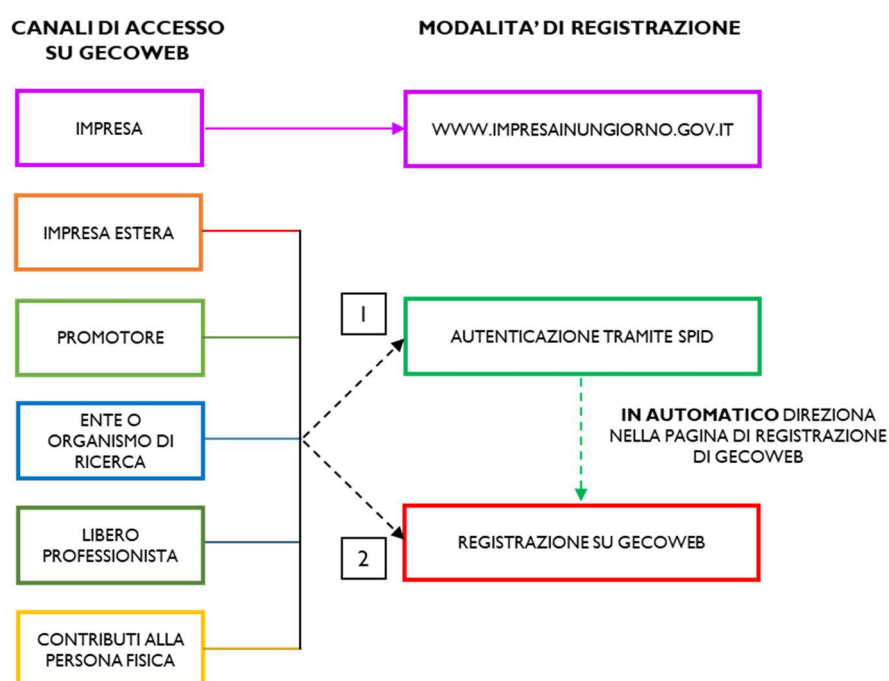 CANALI DI ACCESSO
SU GECOWEB
MODALITA' DI REGISTRAZIONE
IMPRESA
WWW.IMPRESAINUNGIORNO.GOV.IT
IMPRESA ESTERA
1
PROMOTORE
AUTENTICAZIONE TRAMITE SPID
ENTE O
ORGANISMO DI
RICERCA
IN AUTOMATICO DIREZIONA
NELLA PAGINA DI REGISTRAZIONE
DI GECOWEB
LIBERO
PROFESSIONISTA
2
REGISTRAZIONE SU GECOWEB
CONTRIBUTI ALLA
PERSONA FISICA